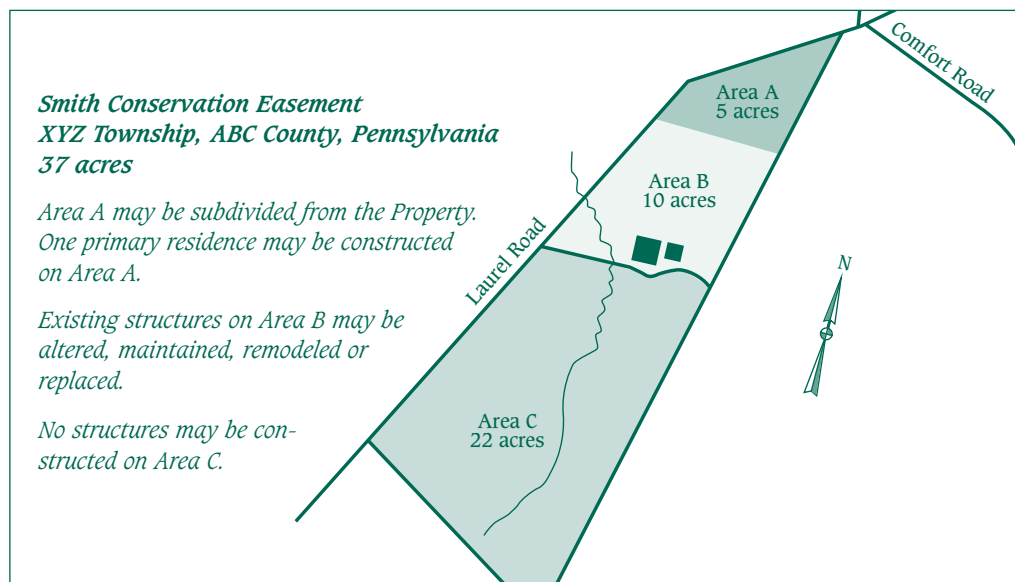 Smith Conservation Easement
XYZ Township, ABC County, Pennsylvania
37 acres
Area A may be subdivided from the Property.
One primary residence may be constructed
on Area A.
Existing structures on Area B may be
altered, maintained, remodeled or
replaced.
No structures may be con-
structed on Area C.
Area A
5 acres
Comfort Road
Area B
10 acres
Laurel Road
N
Area C
22 acres